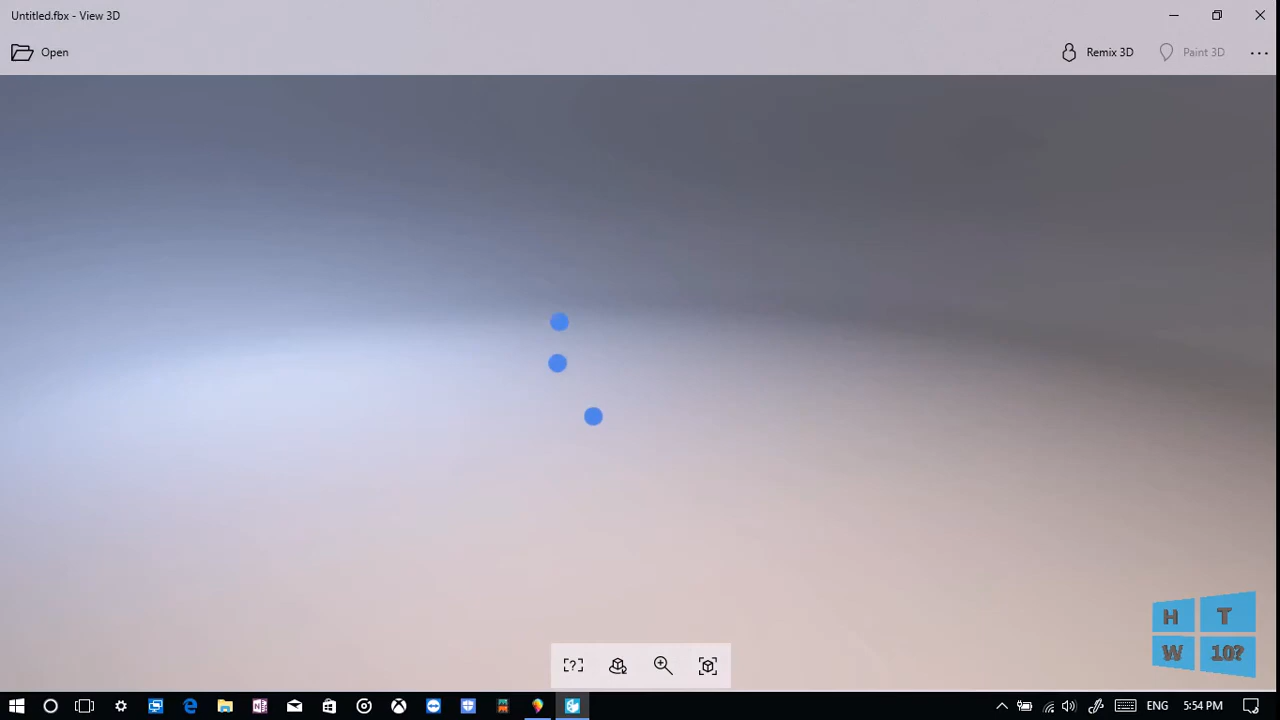 Untitled.fbx - View 3D
Open
Remix 3D
Paint 3D
[?]
H T
W 10?
ENG
5:54 PM